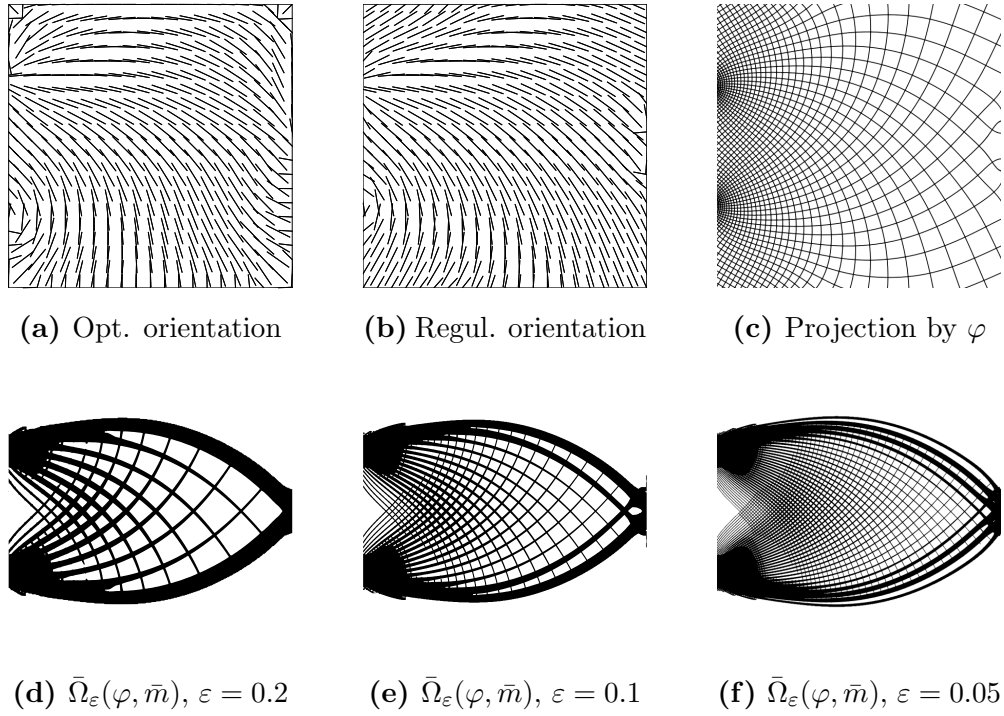 (a) Opt. orientation
(b) Regul. orientation
(c) Projection by φ
(d) Ω̄ε(φ, m̄), ε = 0.2
(e) Ω̄ε(φ, m̄), ε = 0.1
(f) Ω̄ε(φ, m̄), ε = 0.05